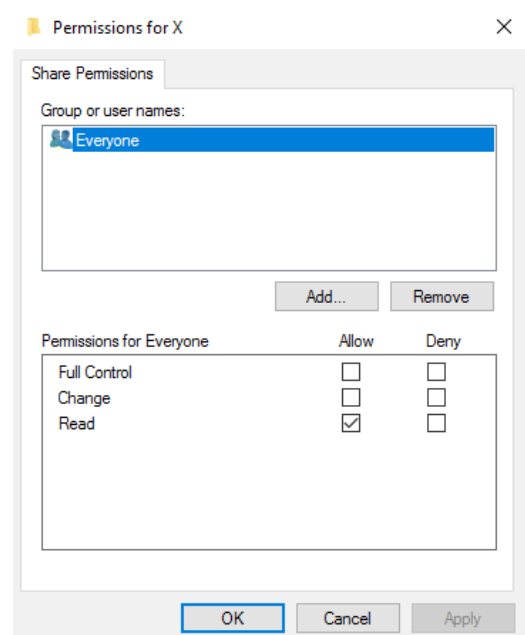 Permissions for X
Share Permissions
Group or user names:
Everyone
Add...
Remove
Permissions for Everyone Allow Deny
Full Control
Change
Read
OK
Cancel
Apply